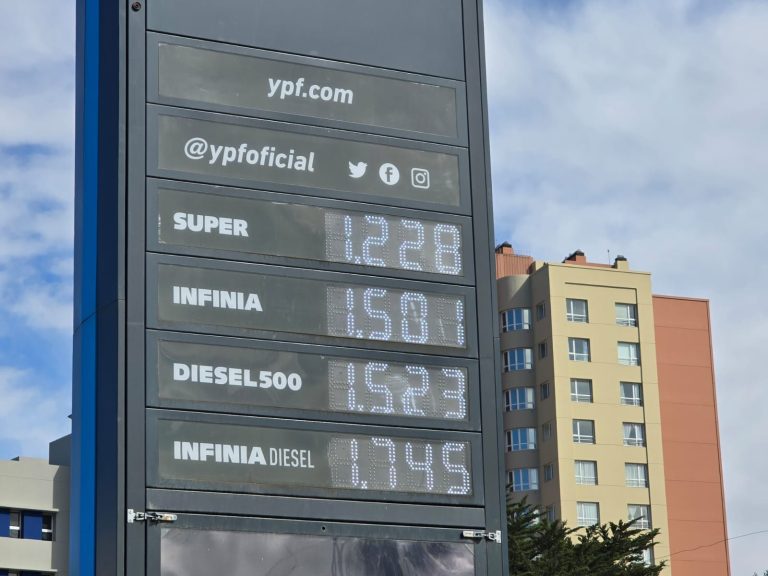 ypf.com
@ypfoficial
SUPER 1.228
INFINIA 1.501
DIESEL500 1.523
INFINIA DIESEL 1.745